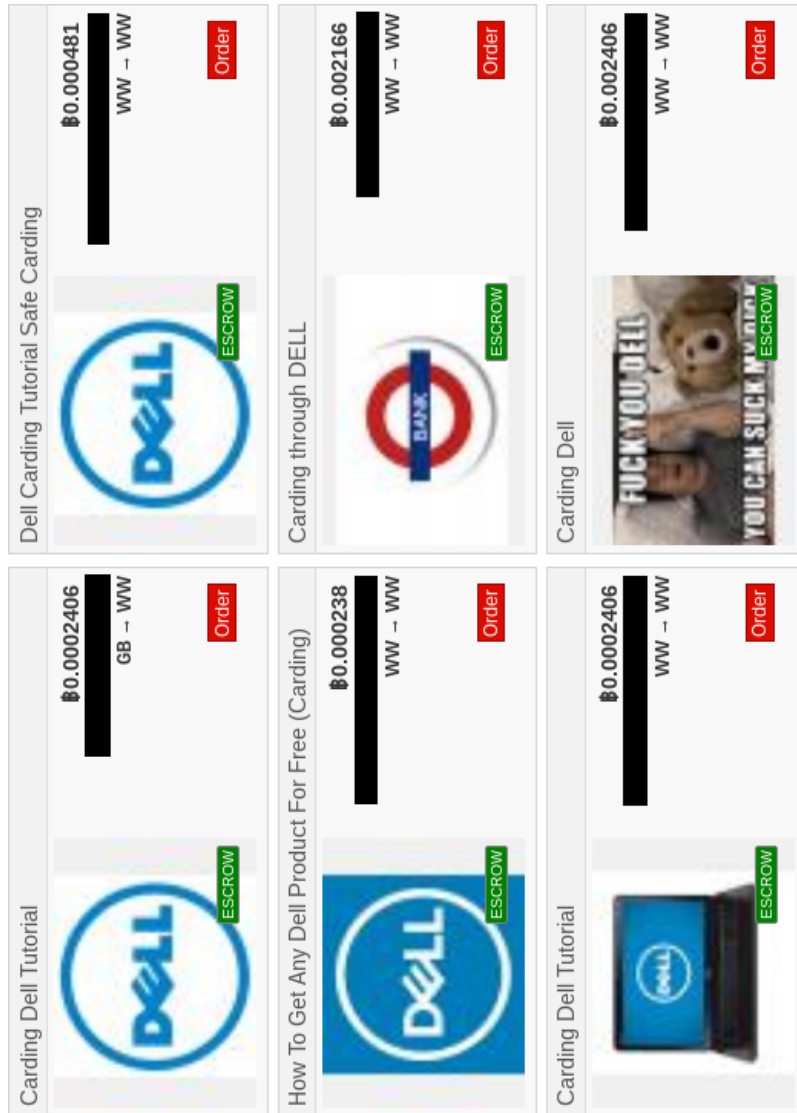 Carding Dell Tutorial
DELL
ESCROW
฿0.0002406
GB → WW
Order
Dell Carding Tutorial Safe Carding
DELL
ESCROW
฿0.000481
WW → WW
Order
How To Get Any Dell Product For Free (Carding)
DELL
ESCROW
฿0.000238
WW → WW
Order
Carding through DELL
BANK
ESCROW
฿0.002166
WW → WW
Order
Carding Dell Tutorial
DELL
ESCROW
฿0.0002406
WW → WW
Order
Carding Dell
FUCK YOU DELL
YOU CAN SUCK MY DICK
ESCROW
฿0.002406
WW → WW
Order